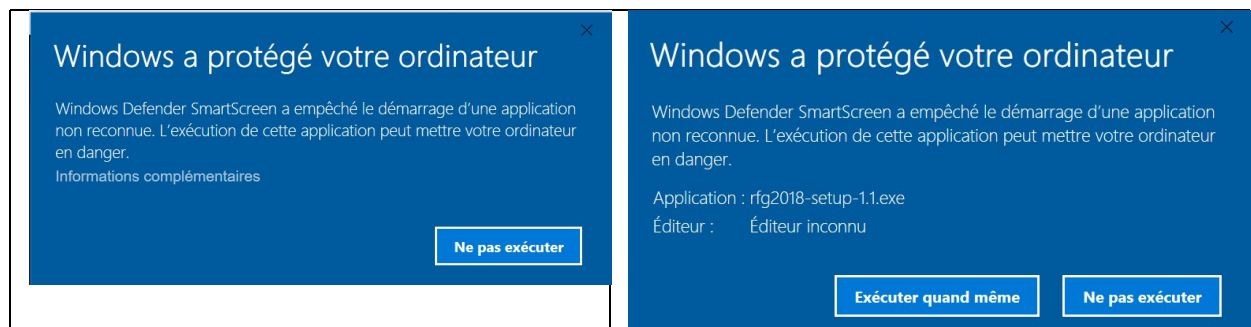 Windows a protégé votre ordinateur
Windows Defender SmartScreen a empêché le démarrage d'une application
non reconnue. L'exécution de cette application peut mettre votre ordinateur
en danger.
Informations complémentaires
Ne pas exécuter
Windows a protégé votre ordinateur
Windows Defender SmartScreen a empêché le démarrage d'une application
non reconnue. L'exécution de cette application peut mettre votre ordinateur
en danger.
Application : rfg2018-setup-1.1.exe
Éditeur : Éditeur inconnu
Exécuter quand même Ne pas exécuter